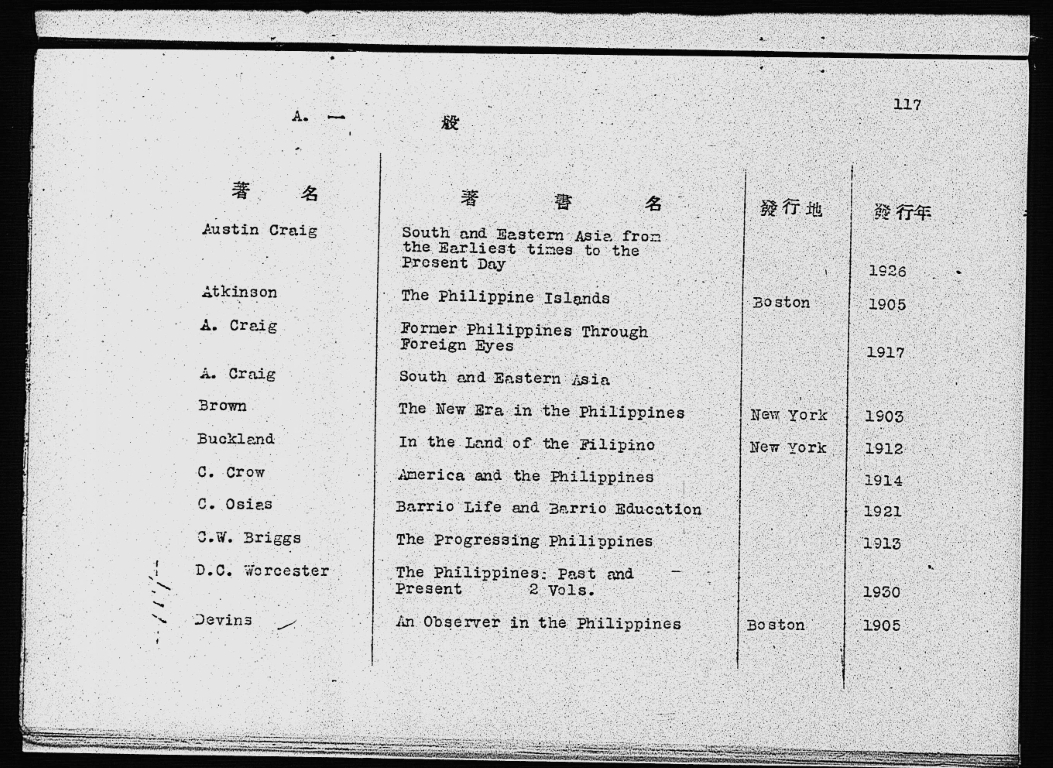 117
A. 一 般
著 名 著 書 名 發行地 發行年
Austin Craig South and Eastern Asia from
the Earliest times to the
Present Day 1926
Atkinson The Philippine Islands Boston 1905
A. Craig Former Philippines Through
Foreign Eyes 1917
A. Craig South and Eastern Asia
Brown The New Era in the Philippines New York 1903
Buckland In the Land of the Filipino New York 1912
C. Crow America and the Philippines 1914
C. Osias Barrio Life and Barrio Education 1921
C.W. Briggs The Progressing Philippines 1913
D.C. Worcester The Philippines: Past and –
Present 2 Vols. 1930
Devins An Observer in the Philippines Boston 1905